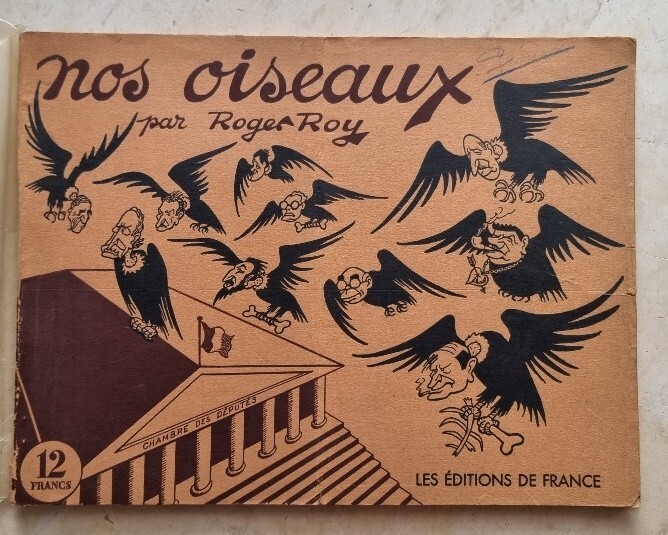 nos oiseaux
par Roger Roy
CHAMBRE DES DÉPUTÉS
12
FRANCS
LES ÉDITIONS DE FRANCE